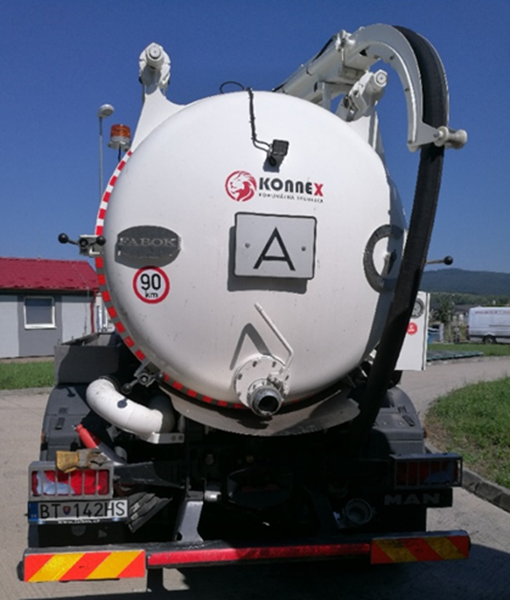 KONNEX
KOMUNÁLNA TECHNIKA
A
FABOK
90
km
BT 142HS
MAN